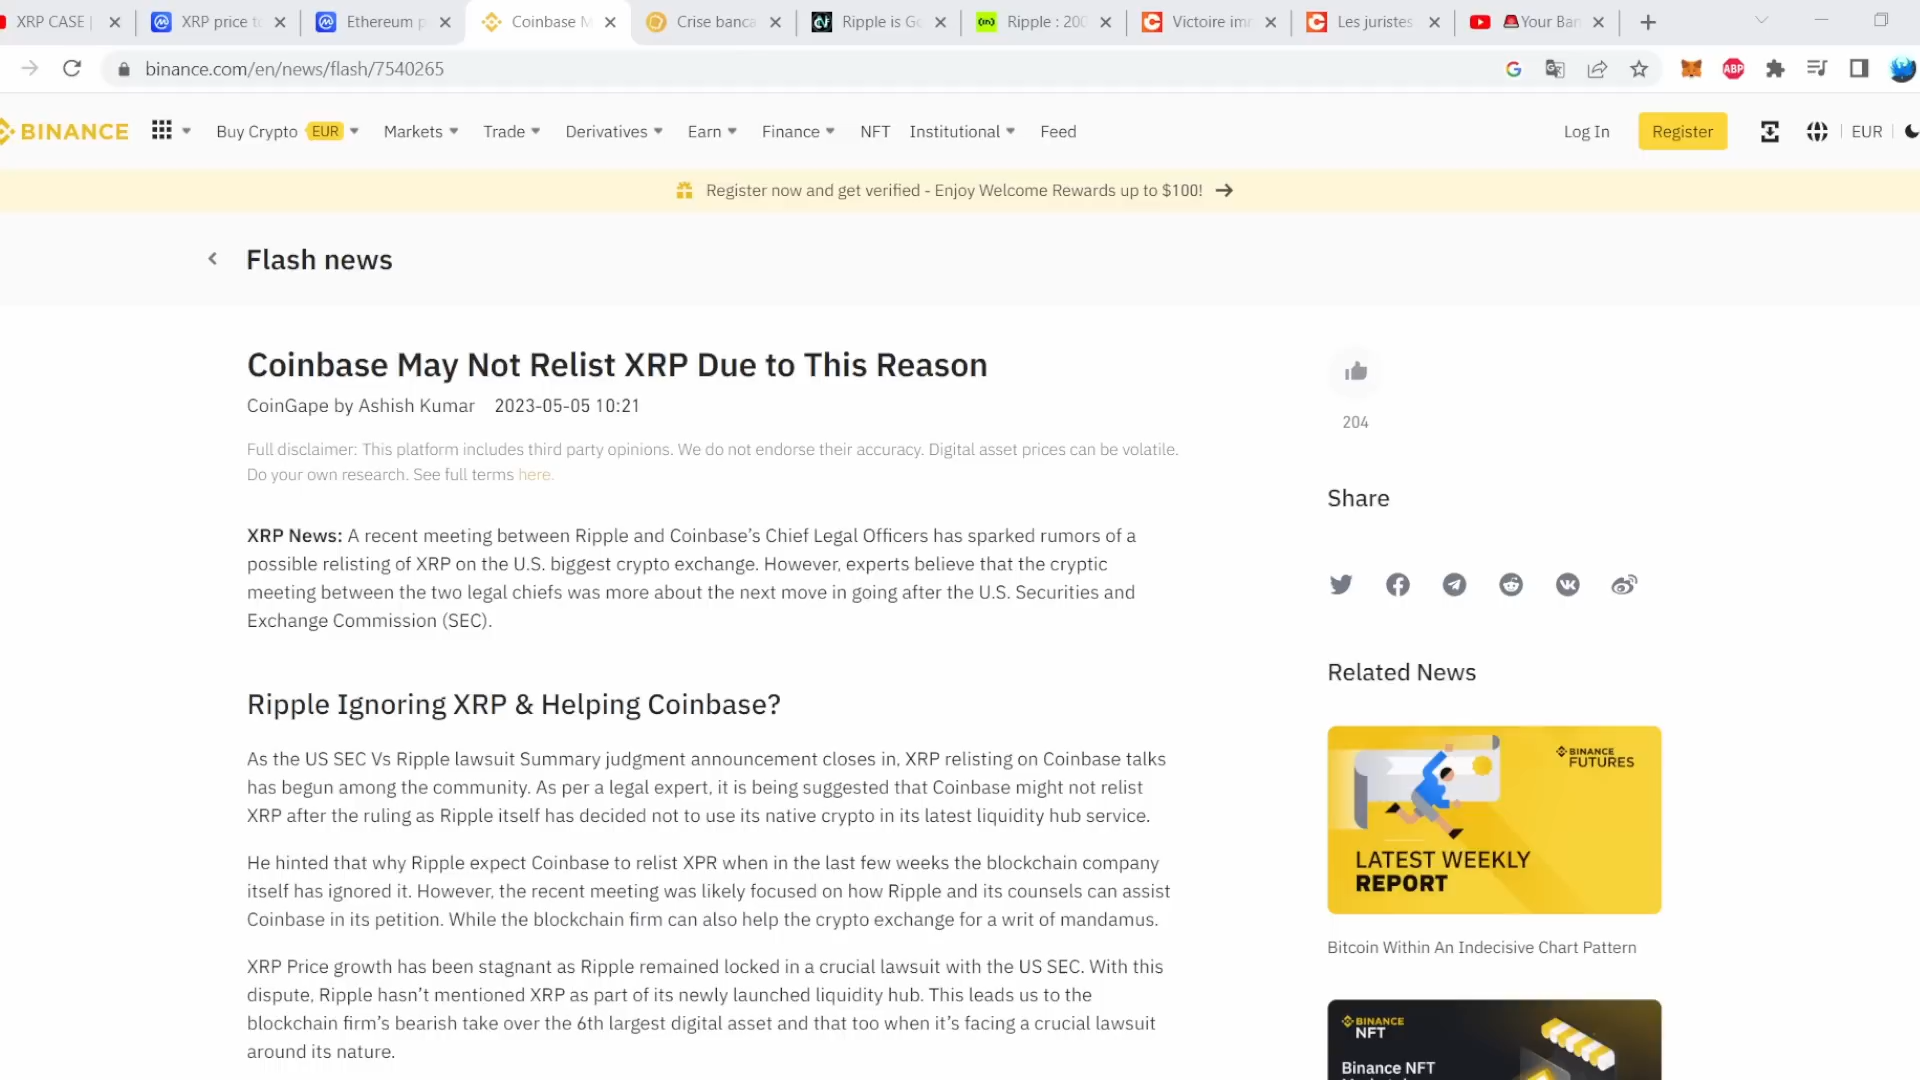 XRP CASE |
XRP price to
Ethereum p
Coinbase M
Crise banca
Ripple is Go
Ripple : 200
Victoire imm
Les juristes
Your Ban
binance.com/en/news/flash/7540265
ABP
BINANCE
Buy Crypto EUR
Markets
Trade
Derivatives
Earn
Finance
NFT
Institutional
Feed
Log In
Register
EUR
Register now and get verified - Enjoy Welcome Rewards up to $100!
Flash news
Coinbase May Not Relist XRP Due to This Reason
CoinGape by Ashish Kumar 2023-05-05 10:21
Full disclaimer: This platform includes third party opinions. We do not endorse their accuracy. Digital asset prices can be volatile.
Do your own research. See full terms here.
XRP News: A recent meeting between Ripple and Coinbase’s Chief Legal Officers has sparked rumors of a
possible relisting of XRP on the U.S. biggest crypto exchange. However, experts believe that the cryptic
meeting between the two legal chiefs was more about the next move in going after the U.S. Securities and
Exchange Commission (SEC).
Ripple Ignoring XRP & Helping Coinbase?
As the US SEC Vs Ripple lawsuit Summary judgment announcement closes in, XRP relisting on Coinbase talks
has begun among the community. As per a legal expert, it is being suggested that Coinbase might not relist
XRP after the ruling as Ripple itself has decided not to use its native crypto in its latest liquidity hub service.
He hinted that why Ripple expect Coinbase to relist XPR when in the last few weeks the blockchain company
itself has ignored it. However, the recent meeting was likely focused on how Ripple and its counsels can assist
Coinbase in its petition. While the blockchain firm can also help the crypto exchange for a writ of mandamus.
XRP Price growth has been stagnant as Ripple remained locked in a crucial lawsuit with the US SEC. With this
dispute, Ripple hasn’t mentioned XRP as part of its newly launched liquidity hub. This leads us to the
blockchain firm’s bearish take over the 6th largest digital asset and that too when it’s facing a crucial lawsuit
around its nature.
204
Share
Related News
BINANCE
FUTURES
LATEST WEEKLY
REPORT
Bitcoin Within An Indecisive Chart Pattern
BINANCE
NFT
Binance NFT